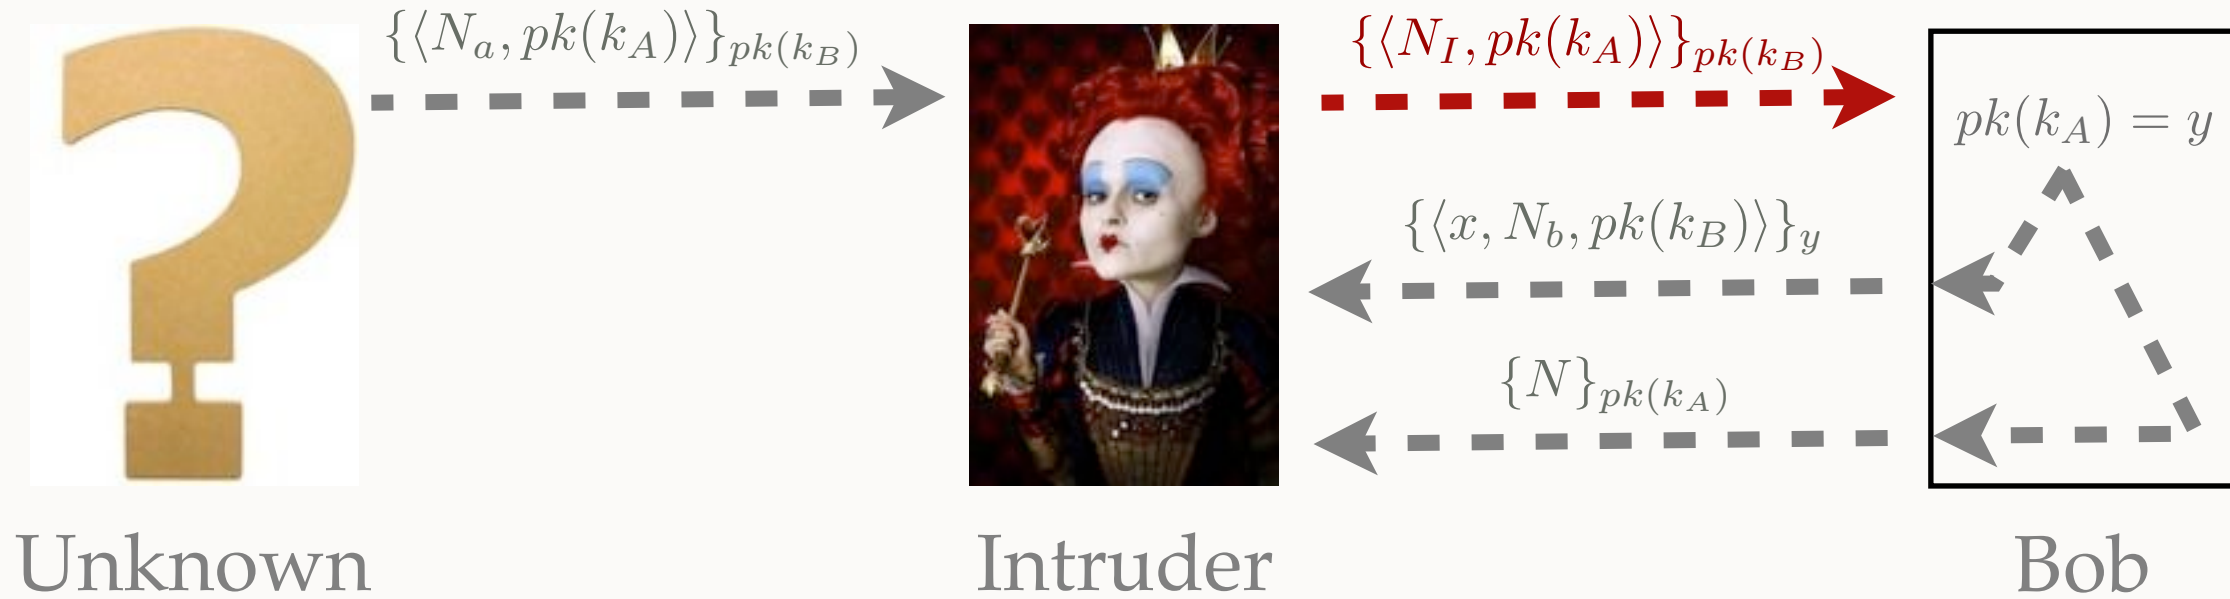 {⟨N_a, pk(k_A)⟩}_{pk(k_B)}
{⟨N_I, pk(k_A)⟩}_{pk(k_B)}
pk(k_A) = y
{⟨x, N_b, pk(k_B)⟩}_y
{N}_{pk(k_A)}
Unknown
Intruder
Bob